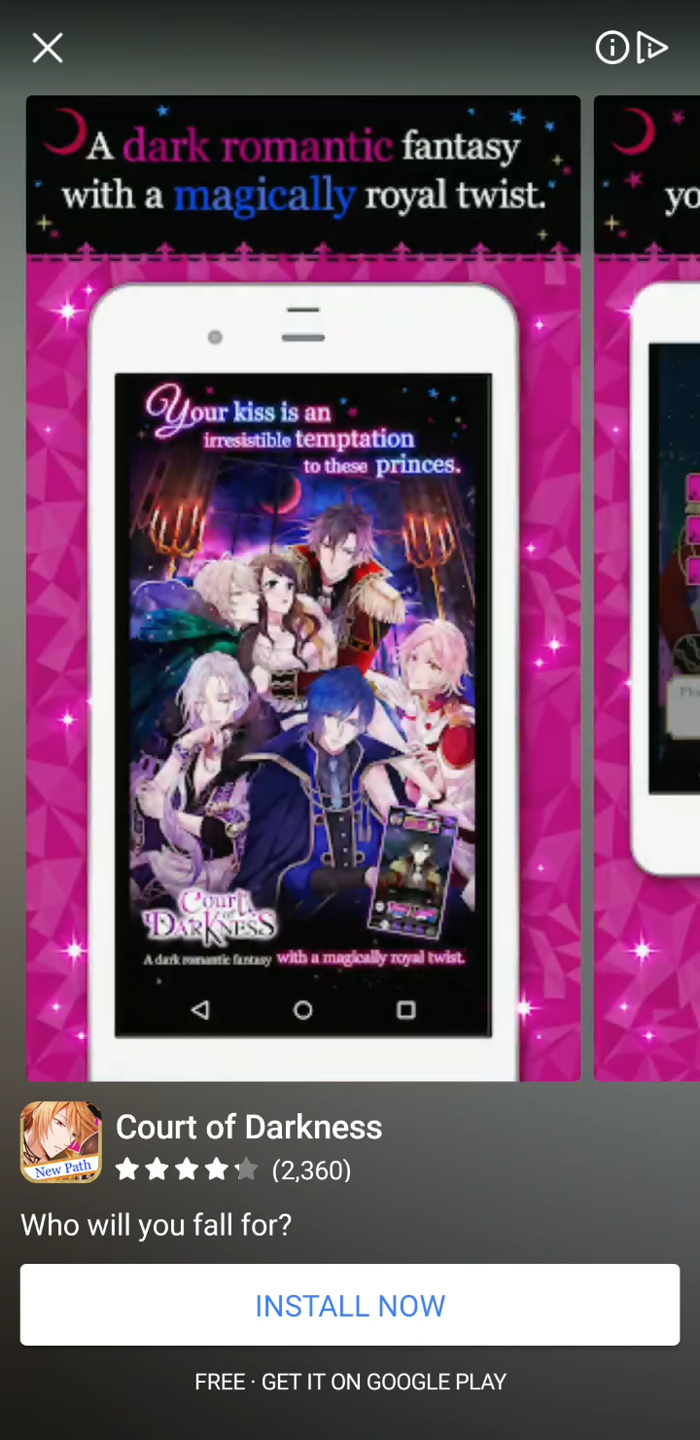 A dark romantic fantasy
with a magically royal twist.
yo
Your kiss is an
irresistible temptation
to these princes.
Court
of
DARKNESS
A dark romantic fantasy with a magically royal twist.
New Path
Court of Darkness
(2,360)
Who will you fall for?
INSTALL NOW
FREE · GET IT ON GOOGLE PLAY